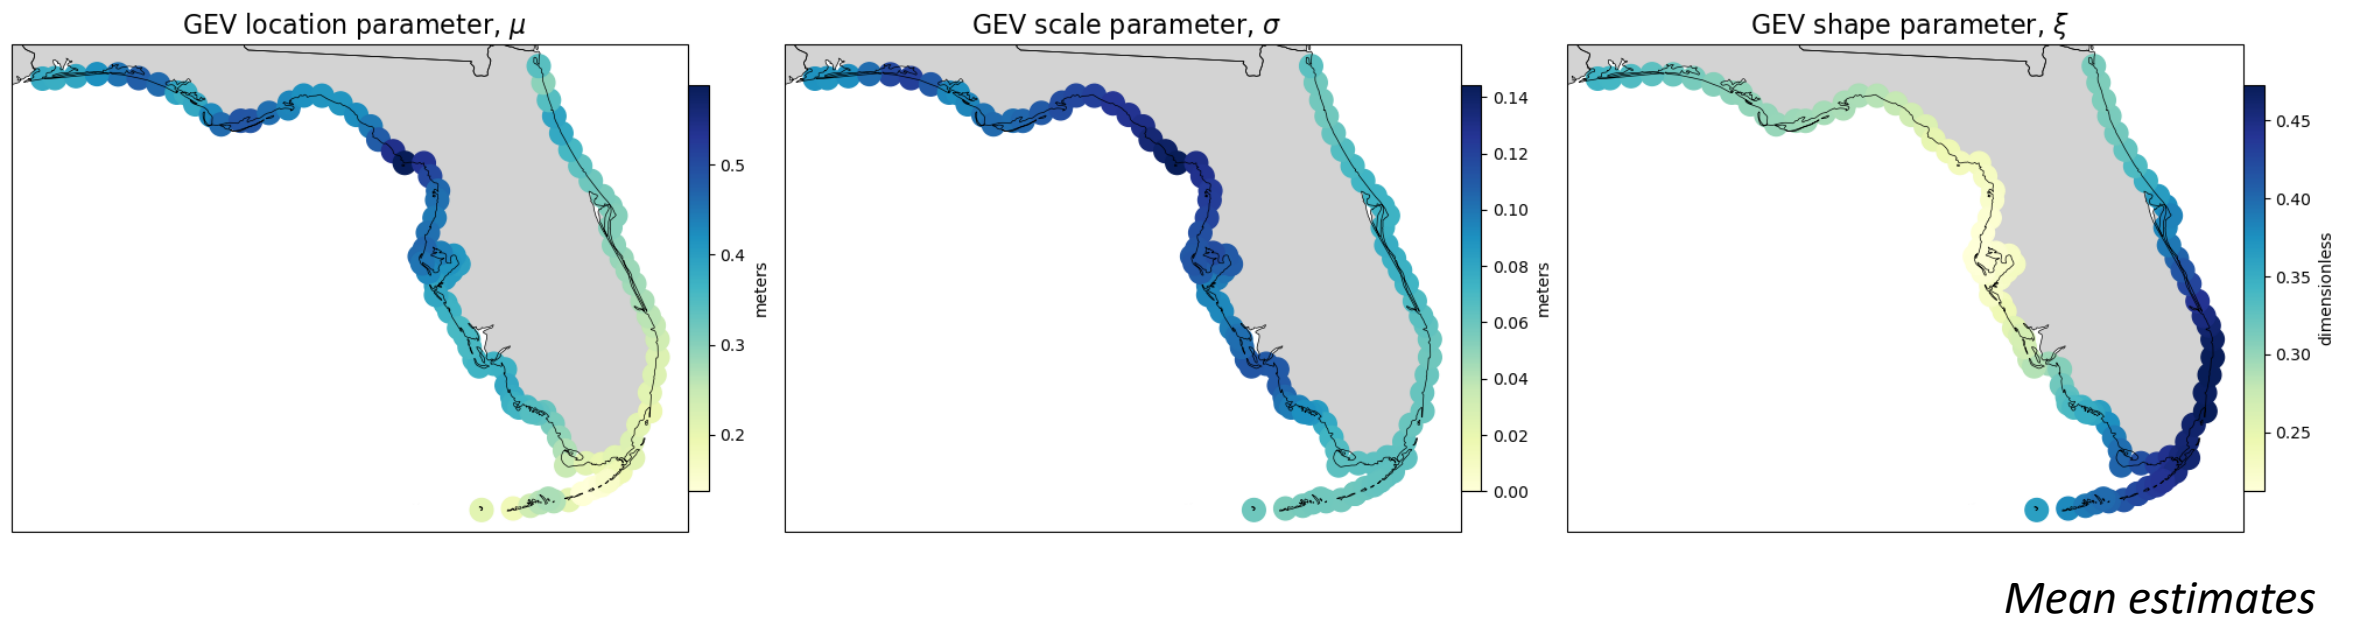 GEV location parameter, μ
0.5
0.4
0.3
0.2
meters
GEV scale parameter, σ
0.14
0.12
0.10
0.08
0.06
0.04
0.02
0.00
meters
GEV shape parameter, ξ
0.45
0.40
0.35
0.30
0.25
dimensionless
Mean estimates